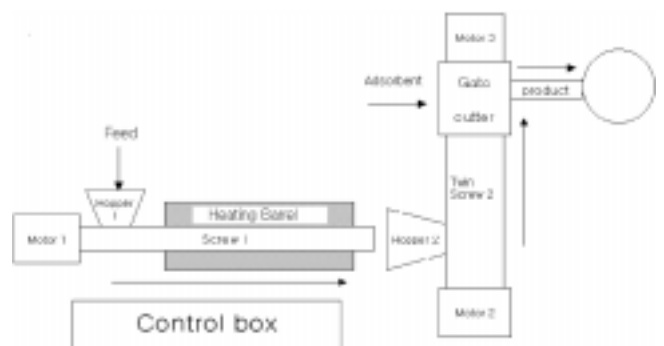 Motor 3
Adsorbent
Gate
cutter
product
Feed
Hopper
1
Twin
Screw 2
Heating Barrel
Motor 1
Screw 1
Hopper 2
Control box
Motor 2